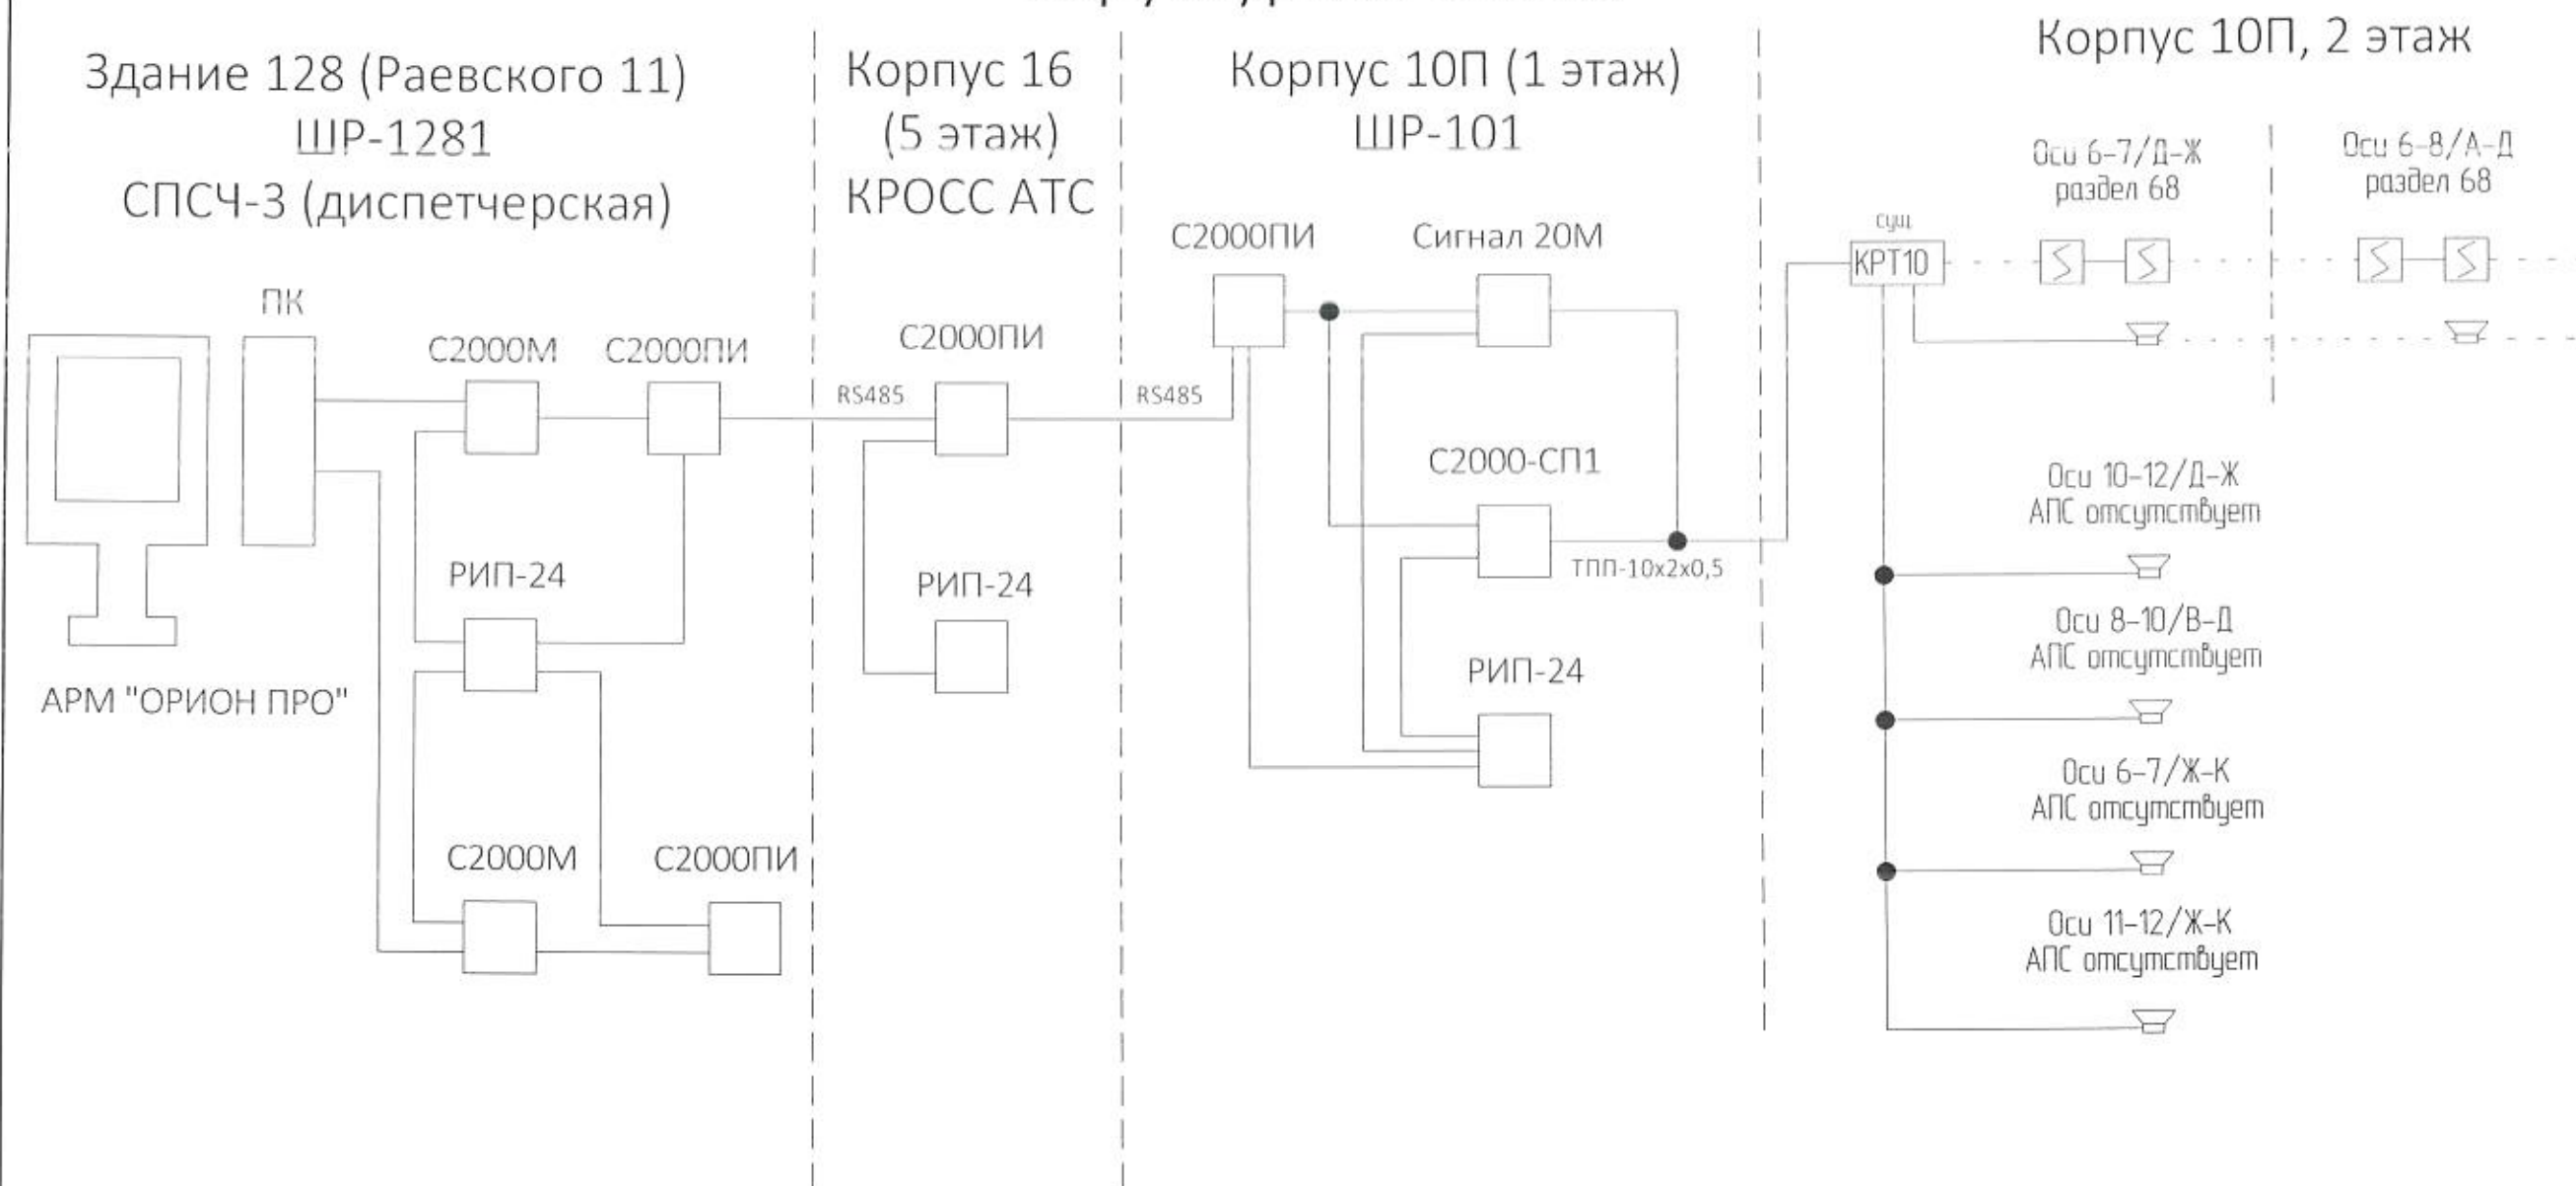 Здание 128 (Раевского 11)
ШР-1281
СПСЧ-3 (диспетчерская)
ПК
С2000М
С2000ПИ
РИП-24
АРМ "ОРИОН ПРО"
С2000М
С2000ПИ
Корпус 16
(5 этаж)
КРОСС АТС
С2000ПИ
RS485
РИП-24
Корпус 10П (1 этаж)
ШР-101
С2000ПИ
Сигнал 20М
RS485
С2000-СП1
ТПП-10х2х0,5
РИП-24
Корпус 10П, 2 этаж
Оси 6-7/Д-Ж
раздел 68
Оси 6-8/А-Д
раздел 68
сущ
КРТ10
Оси 10-12/Д-Ж
АПС отсутствует
Оси 8-10/В-Д
АПС отсутствует
Оси 6-7/Ж-К
АПС отсутствует
Оси 11-12/Ж-К
АПС отсутствует